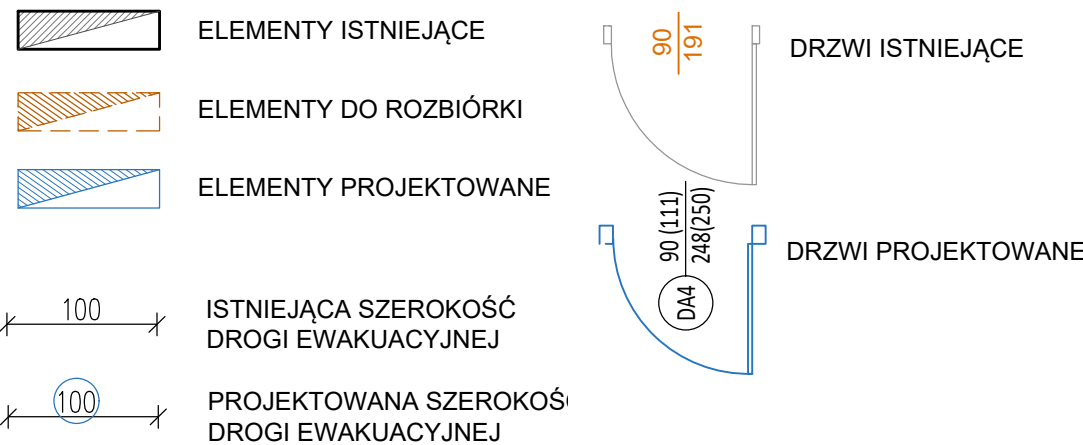 ELEMENTY ISTNIEJĄCE
ELEMENTY DO ROZBIÓRKI
ELEMENTY PROJEKTOWANE
100
ISTNIEJĄCA SZEROKOŚĆ
DROGI EWAKUACYJNEJ
100
PROJEKTOWANA SZEROKOŚĆ
DROGI EWAKUACYJNEJ
90
191
DRZWI ISTNIEJĄCE
90 (111)
248(250)
DA4
DRZWI PROJEKTOWANE